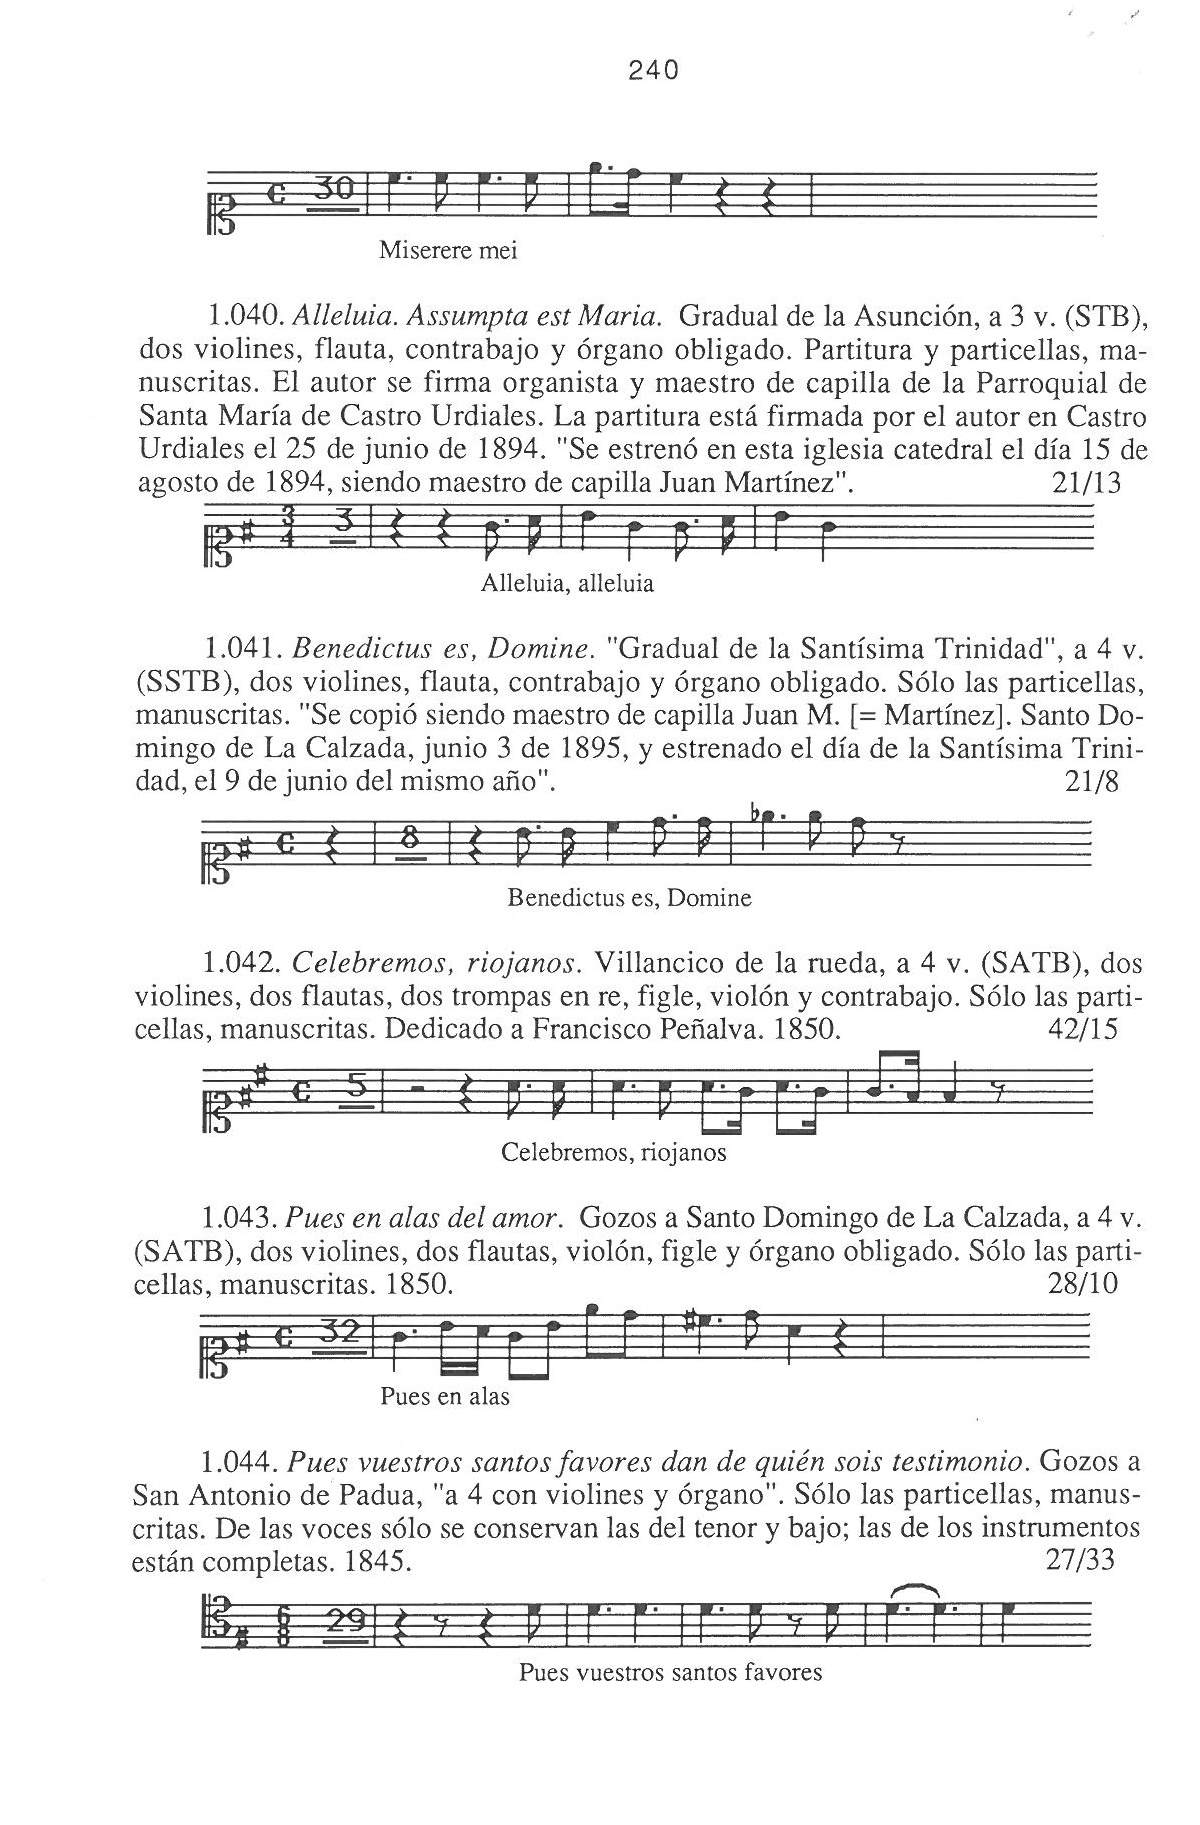 240
30
Miserere mei
1.040. Alleluia. Assumpta est Maria. Gradual de la Asunción, a 3 v. (STB),
dos violines, flauta, contrabajo y órgano obligado. Partitura y particellas, ma-
nuscritas. El autor se firma organista y maestro de capilla de la Parroquial de
Santa María de Castro Urdiales. La partitura está firmada por el autor en Castro
Urdiales el 25 de junio de 1894. "Se estrenó en esta iglesia catedral el día 15 de
agosto de 1894, siendo maestro de capilla Juan Martínez". 21/13
3 4 3
Alleluia, alleluia
1.041. Benedictus es, Domine. "Gradual de la Santísima Trinidad", a 4 v.
(SSTB), dos violines, flauta, contrabajo y órgano obligado. Sólo las particellas,
manuscritas. "Se copió siendo maestro de capilla Juan M. [= Martínez]. Santo Do-
mingo de La Calzada, junio 3 de 1895, y estrenado el día de la Santísima Trini-
dad, el 9 de junio del mismo año". 21/8
8
Benedictus es, Domine
1.042. Celebremos, riojanos. Villancico de la rueda, a 4 v. (SATB), dos
violines, dos flautas, dos trompas en re, figle, violón y contrabajo. Sólo las parti-
cellas, manuscritas. Dedicado a Francisco Peñalva. 1850. 42/15
5
Celebremos, riojanos
1.043. Pues en alas del amor. Gozos a Santo Domingo de La Calzada, a 4 v.
(SATB), dos violines, dos flautas, violón, figle y órgano obligado. Sólo las parti-
cellas, manuscritas. 1850. 28/10
32
Pues en alas
1.044. Pues vuestros santos favores dan de quién sois testimonio. Gozos a
San Antonio de Padua, "a 4 con violines y órgano". Sólo las particellas, manus-
critas. De las voces sólo se conservan las del tenor y bajo; las de los instrumentos
están completas. 1845. 27/33
6 8 29
Pues vuestros santos favores